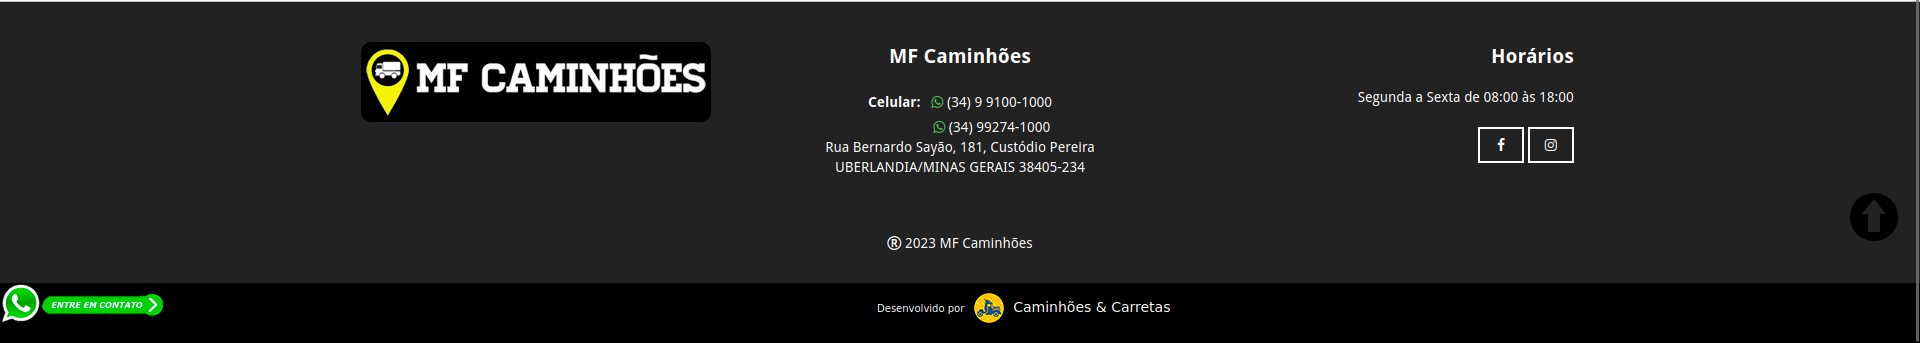 MF CAMINHÕES
MF Caminhões
Celular: (34) 9 9100-1000
(34) 99274-1000
Rua Bernardo Sayão, 181, Custódio Pereira
UBERLANDIA/MINAS GERAIS 38405-234
Horários
Segunda a Sexta de 08:00 às 18:00
® 2023 MF Caminhões
ENTRE EM CONTATO
Desenvolvido por Caminhões & Carretas